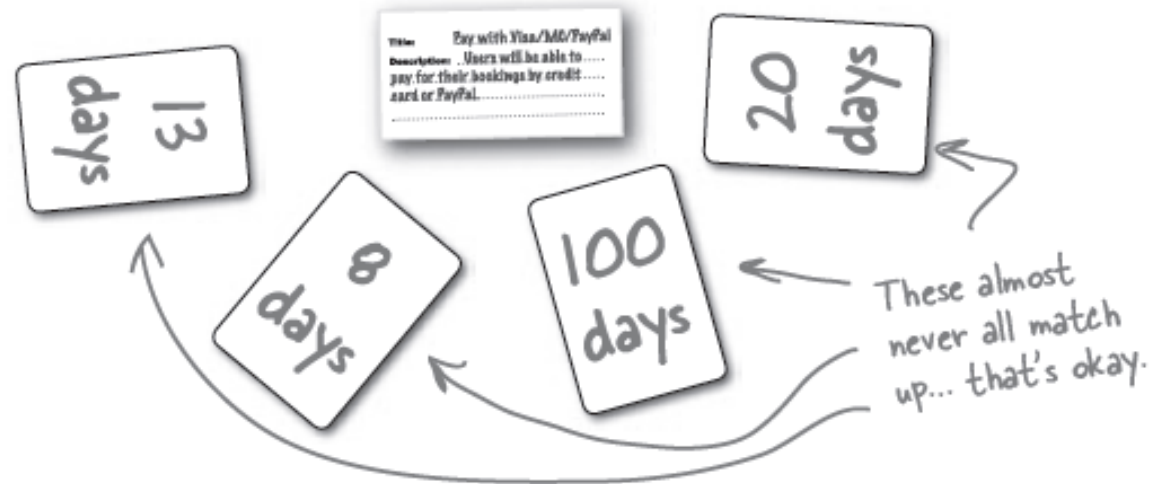 Title: Pay with Visa/MC/PayPal
Description: Users will be able to
pay for their bookings by credit
card or PayPal.
13
days
8
days
100
days
20
days
These almost
never all match
up... that's okay.